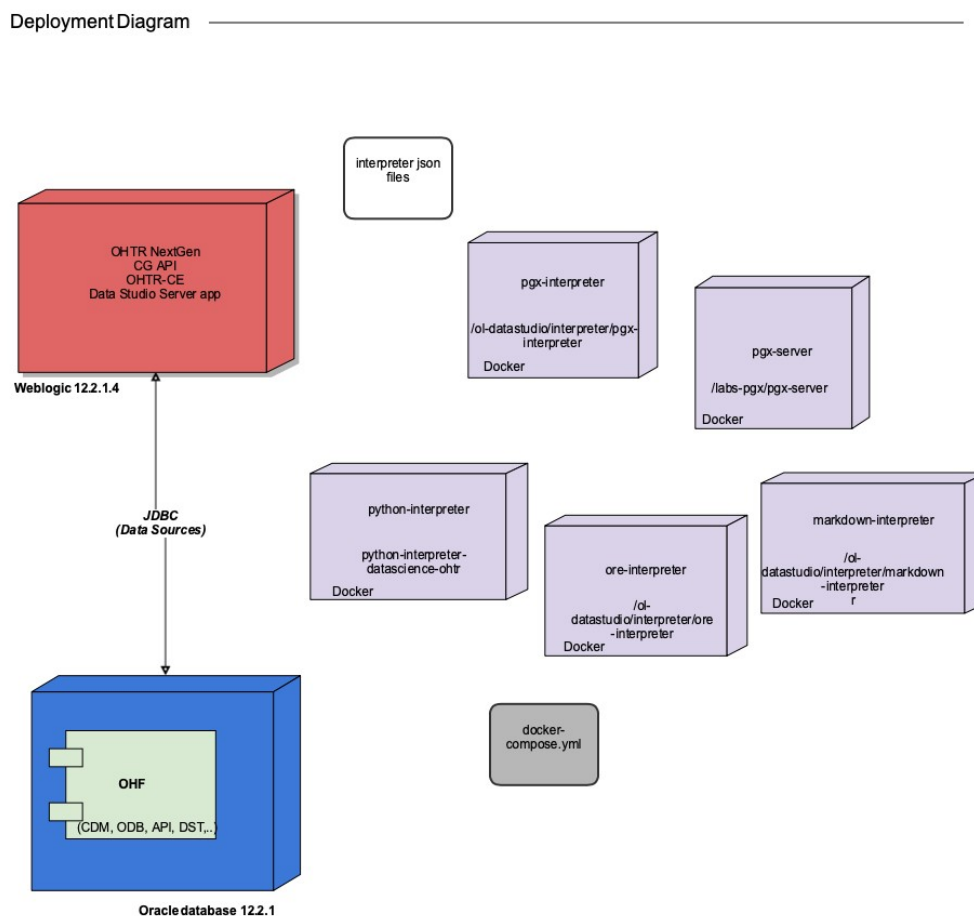 Deployment Diagram
interpreter json
files
OHTR NextGen
CG API
OHTR-CE
Data Studio Server app
Weblogic 12.2.1.4
pgx-interpreter
/ol-datastudio/interpreter/pgx-
interpreter
Docker
pgx-server
/labs-pgx/pgx-server
Docker
JDBC
(Data Sources)
python-interpreter
python-interpreter-
datascience-ohtr
Docker
ore-interpreter
/ol-
datastudio/interpreter/ore
-interpreter
Docker
markdown-interpreter
/ol-
datastudio/interpreter/markdown
-interpreter
r
Docker
docker-
compose.yml
OHF
(CDM, ODB, API, DST,..)
Oracle database 12.2.1